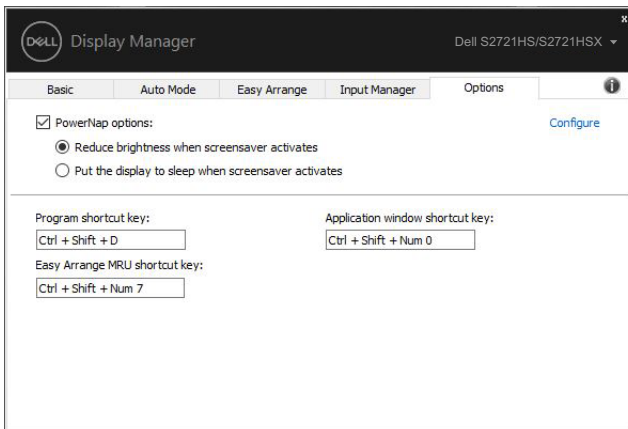 x
DELL Display Manager
Dell S2721HS/S2721HSX
Basic Auto Mode Easy Arrange Input Manager Options
PowerNap options: Configure
Reduce brightness when screensaver activates
Put the display to sleep when screensaver activates
Program shortcut key: Application window shortcut key:
Ctrl + Shift + D Ctrl + Shift + Num 0
Easy Arrange MRU shortcut key:
Ctrl + Shift + Num 7